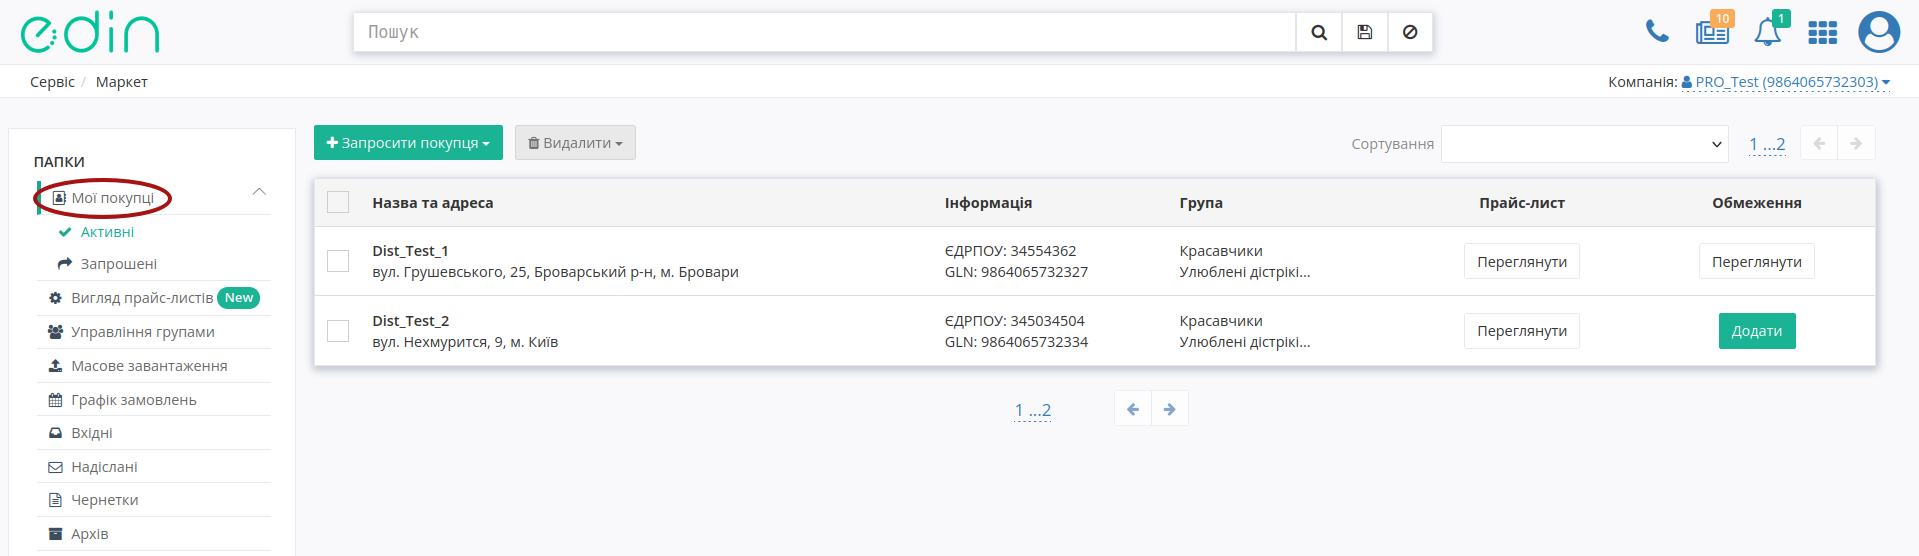 edin
Пошук
10
1
Сервіс / Маркет
Компанія: PRO_Test (9864065732303)
ПАПКИ
Мої покупці
Активні
Запрошені
Вигляд прайс-листів New
Управління групами
Масове завантаження
Графік замовлень
Вхідні
Надіслані
Чернетки
Архів
Запросити покупця
Видалити
Сортування
1 ...2
Назва та адреса Інформація Група Прайс-лист Обмеження
Dist_Test_1 ЄДРПОУ: 34554362 Красавчики
вул. Грушевського, 25, Броварський р-н, м. Бровари GLN: 9864065732327 Улюблені дістрікі...
Переглянути Переглянути
Dist_Test_2 ЄДРПОУ: 345034504 Красавчики
вул. Нехмурится, 9, м. Київ GLN: 9864065732334 Улюблені дістрікі...
Переглянути Додати
1 ...2